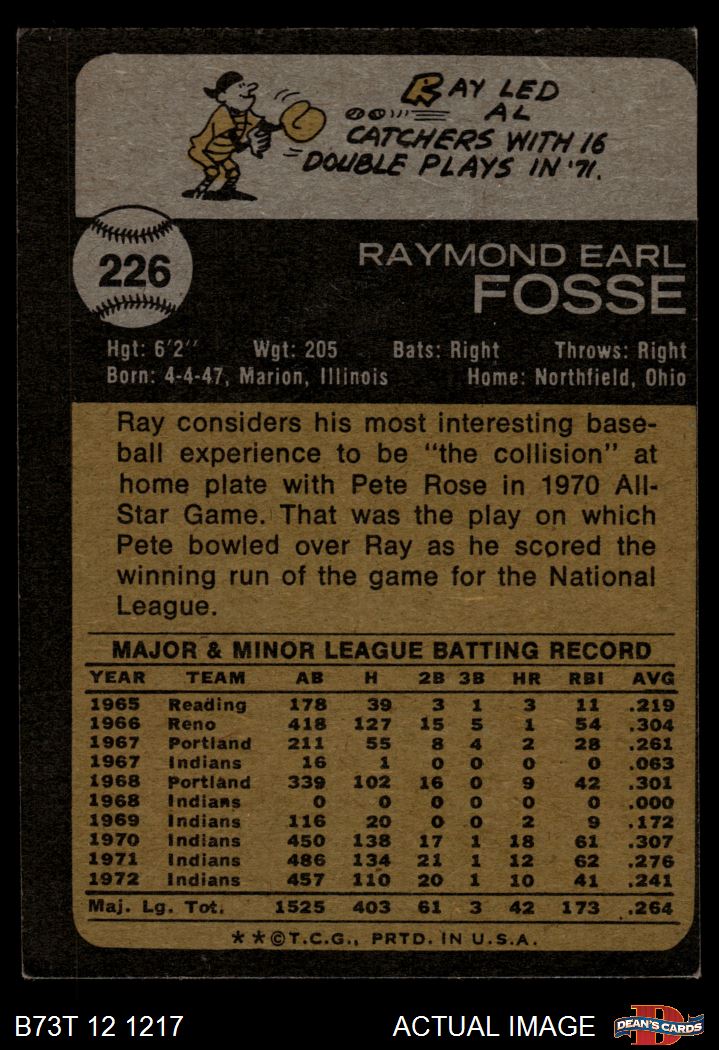 RAY LED
AL
CATCHERS WITH 16
DOUBLE PLAYS IN '71.
226
RAYMOND EARL
FOSSE
Hgt: 6'2" Wgt: 205 Bats: Right Throws: Right
Born: 4-4-47, Marion, Illinois Home: Northfield, Ohio
Ray considers his most interesting base-
ball experience to be "the collision" at
home plate with Pete Rose in 1970 All-
Star Game. That was the play on which
Pete bowled over Ray as he scored the
winning run of the game for the National
League.
MAJOR & MINOR LEAGUE BATTING RECORD
YEAR TEAM AB H 2B 3B HR RBI AVG
1965 Reading 178 39 3 1 3 11 .219
1966 Reno 418 127 15 5 1 54 .304
1967 Portland 211 55 8 4 2 28 .261
1967 Indians 16 1 0 0 0 0 .063
1968 Portland 339 102 16 0 9 42 .301
1968 Indians 0 0 0 0 0 0 .000
1969 Indians 116 20 0 0 2 9 .172
1970 Indians 450 138 17 1 18 61 .307
1971 Indians 486 134 21 1 12 62 .276
1972 Indians 457 110 20 1 10 41 .241
Maj. Lg. Tot. 1525 403 61 3 42 173 .264
**©T.C.G., PRTD. IN U.S.A.
B73T 12 1217 ACTUAL IMAGE DEAN'S CARDS